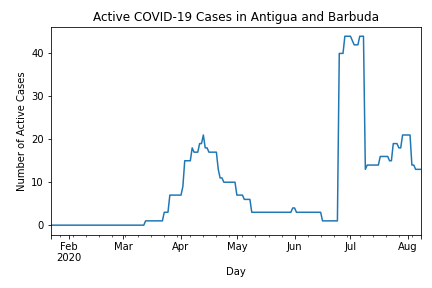 Active COVID-19 Cases in Antigua and Barbuda
Number of Active Cases
40
30
20
10
0
Feb Mar Apr May Jun Jul Aug
2020
Day